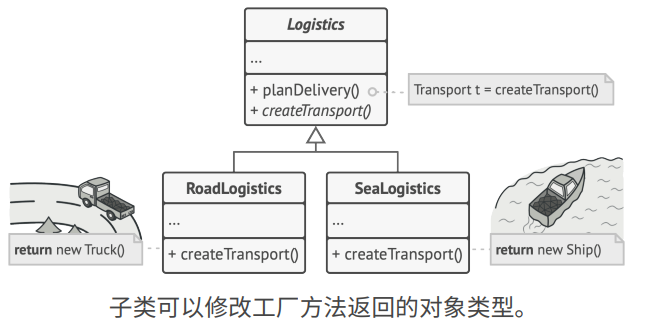 Logistics
...
+ planDelivery()
+ createTransport()
Transport t = createTransport()
RoadLogistics
...
+ createTransport()
return new Truck()
SeaLogistics
...
+ createTransport()
return new Ship()
子类可以修改工厂方法返回的对象类型。